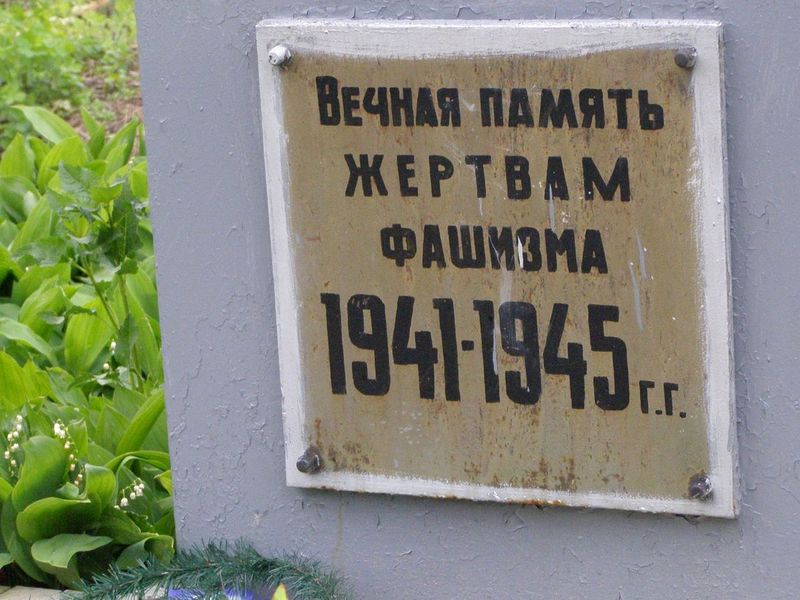 Вечная память
жертвам
фашизма
1941-1945 г.г.